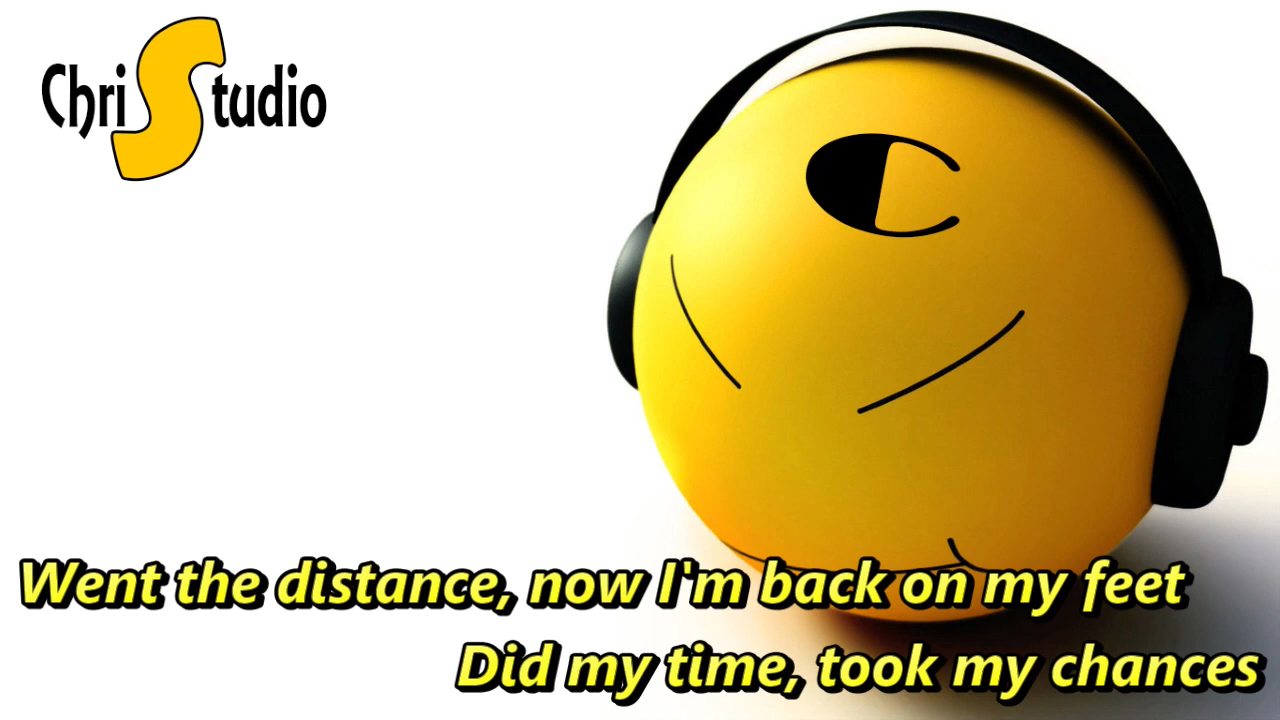 ChriStudio
Went the distance, now I'm back on my feet
Did my time, took my chances